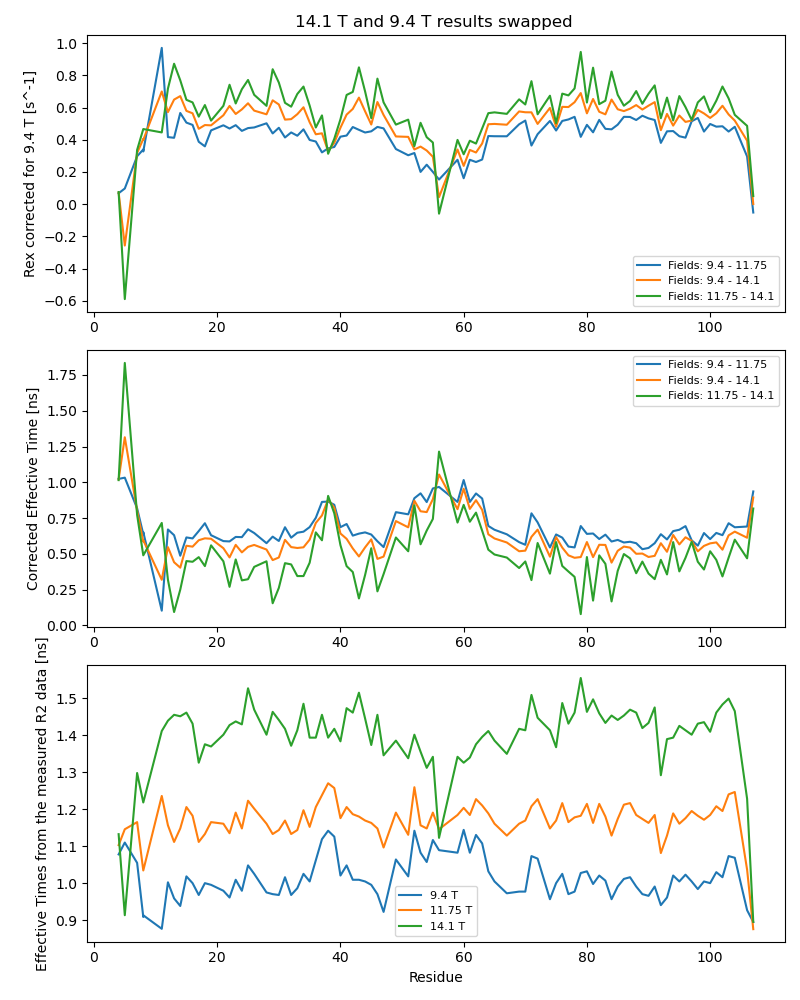 14.1 T and 9.4 T results swapped
Rex corrected for 9.4 T [s^-1]
1.0
0.8
0.6
0.4
0.2
0.0
−0.2
−0.4
−0.6
Fields: 9.4 - 11.75
Fields: 9.4 - 14.1
Fields: 11.75 - 14.1
0 20 40 60 80 100
Corrected Effective Time [ns]
1.75
1.50
1.25
1.00
0.75
0.50
0.25
0.00
Fields: 9.4 - 11.75
Fields: 9.4 - 14.1
Fields: 11.75 - 14.1
0 20 40 60 80 100
Effective Times from the measured R2 data [ns]
1.5
1.4
1.3
1.2
1.1
1.0
0.9
9.4 T
11.75 T
14.1 T
0 20 40 60 80 100
Residue